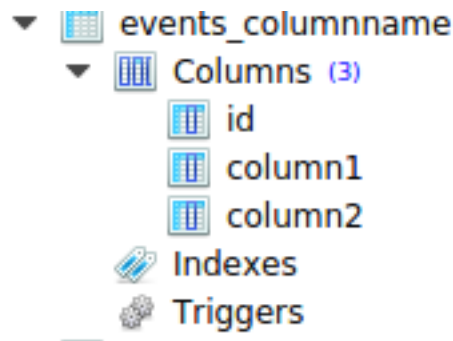 events_columnname
Columns (3)
id
column1
column2
Indexes
Triggers